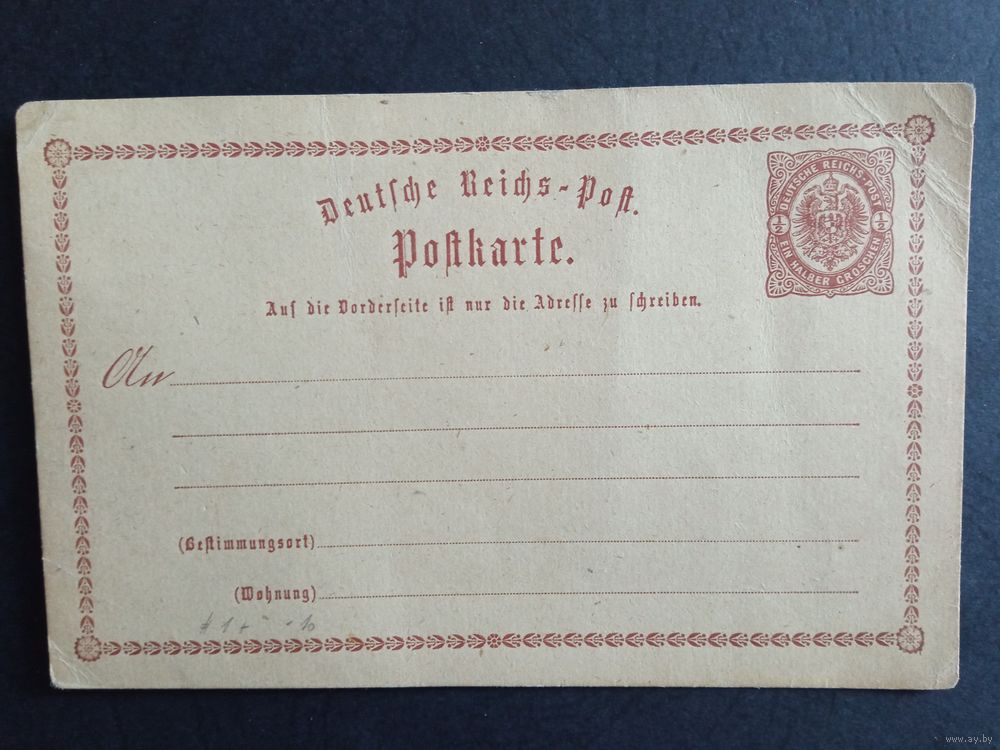 Deutsche Reichs-Post.
Postkarte.
Auf die Vorderseite ist nur die Adresse zu schreiben.
DEUTSCHE REICHS-POST
1/2 1/2
EIN HALBER GROSCHEN
An
(Bestimmungsort)
(Wohnung)
www.ay.by